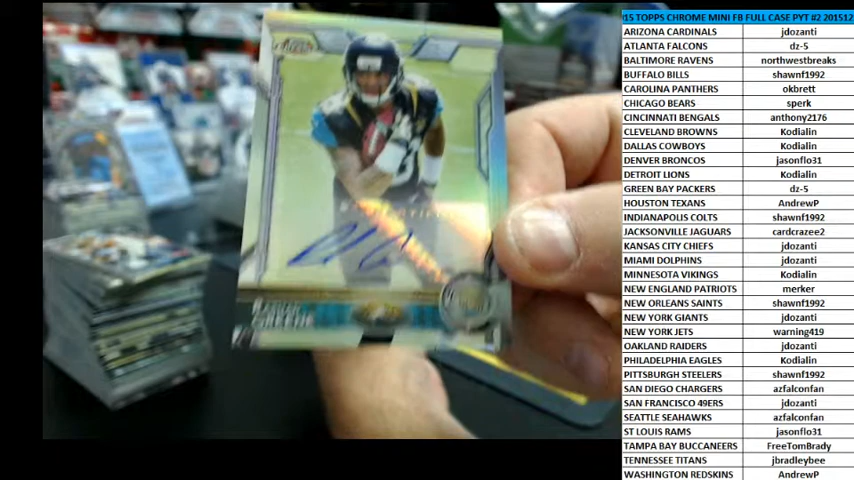 15 TOPPS CHROME MINI FB FULL CASE PYT #2 201512
ARIZONA CARDINALS jdozanti
ATLANTA FALCONS dz-5
BALTIMORE RAVENS northwestbreaks
BUFFALO BILLS shawnf1992
CAROLINA PANTHERS okbrett
CHICAGO BEARS sperk
CINCINNATI BENGALS anthony2176
CLEVELAND BROWNS Kodialin
DALLAS COWBOYS Kodialin
DENVER BRONCOS jasonflo31
DETROIT LIONS Kodialin
GREEN BAY PACKERS dz-5
HOUSTON TEXANS AndrewP
INDIANAPOLIS COLTS shawnf1992
JACKSONVILLE JAGUARS cardcrazee2
KANSAS CITY CHIEFS jdozanti
MIAMI DOLPHINS jdozanti
MINNESOTA VIKINGS Kodialin
NEW ENGLAND PATRIOTS merker
NEW ORLEANS SAINTS shawnf1992
NEW YORK GIANTS jdozanti
NEW YORK JETS warning419
OAKLAND RAIDERS jdozanti
PHILADELPHIA EAGLES Kodialin
PITTSBURGH STEELERS shawnf1992
SAN DIEGO CHARGERS azfalconfan
SAN FRANCISCO 49ERS jdozanti
SEATTLE SEAHAWKS azfalconfan
ST LOUIS RAMS jasonflo31
TAMPA BAY BUCCANEERS FreeTomBrady
TENNESSEE TITANS jbradleybee
WASHINGTON REDSKINS AndrewP
GREENE